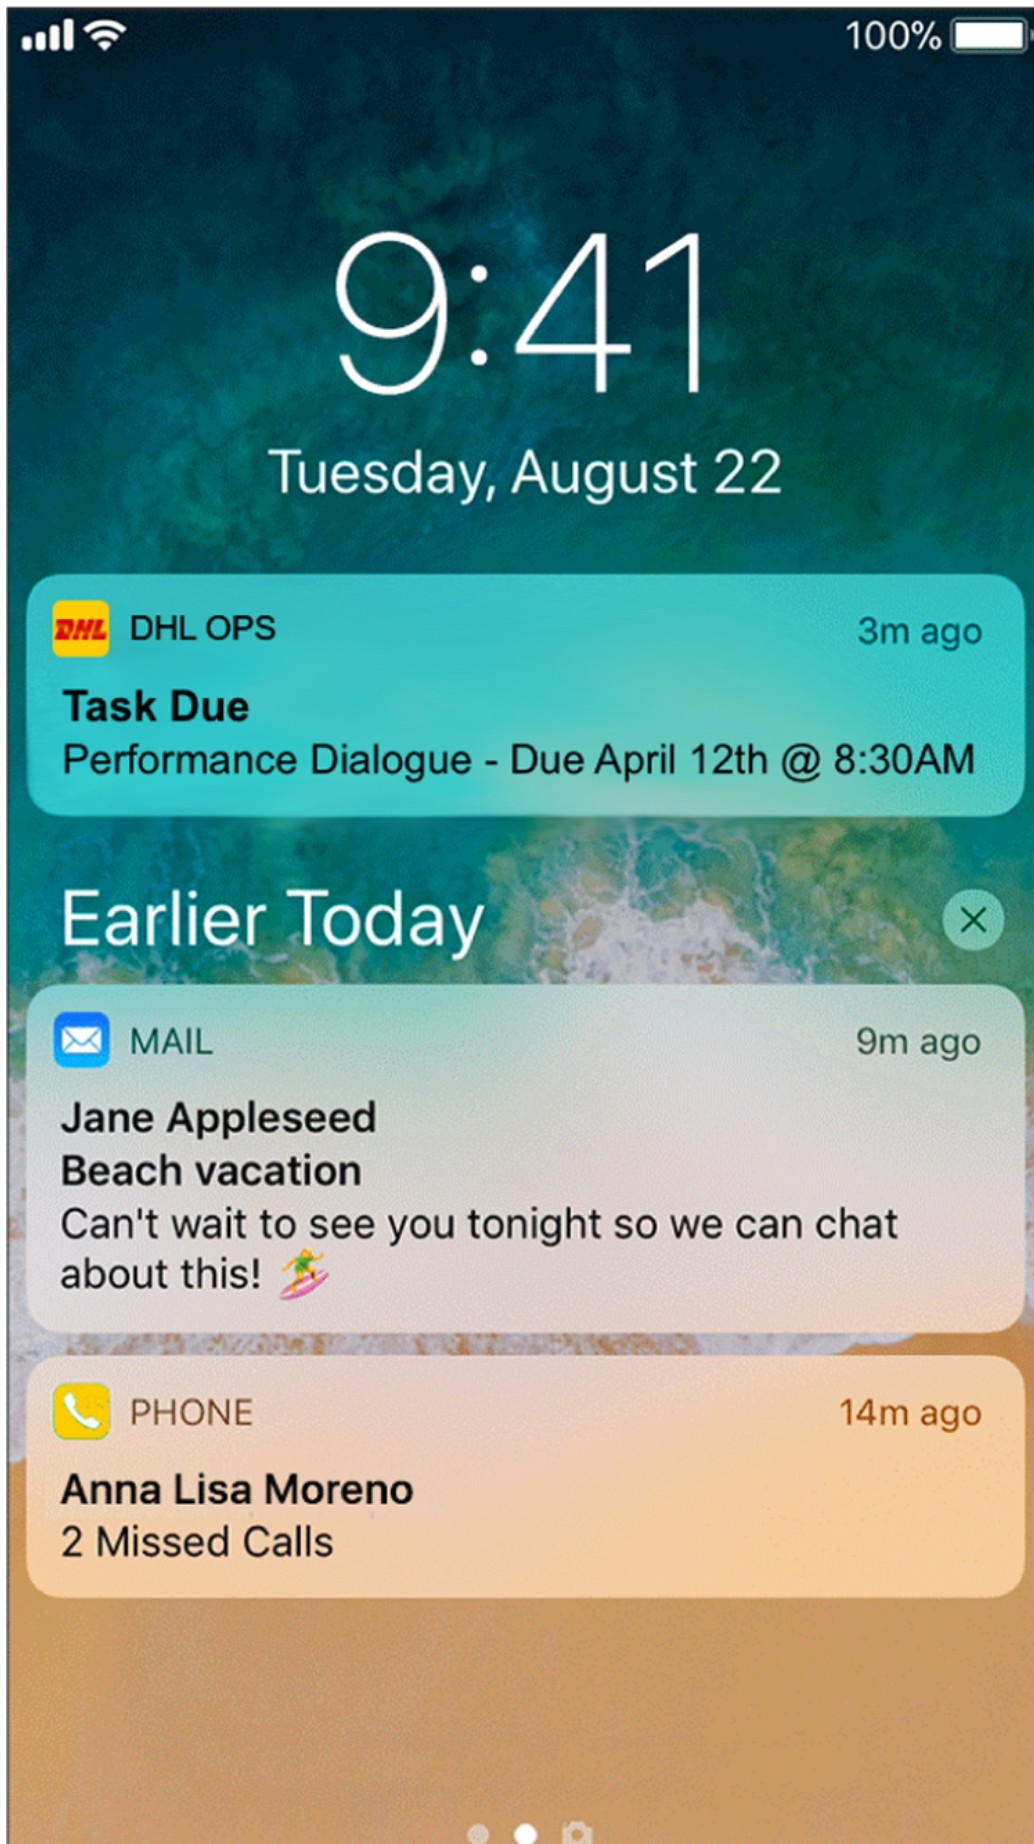 100%
9:41
Tuesday, August 22
DHL DHL OPS 3m ago
Task Due
Performance Dialogue - Due April 12th @ 8:30AM
Earlier Today
MAIL 9m ago
Jane Appleseed
Beach vacation
Can't wait to see you tonight so we can chat
about this! 🏄
PHONE 14m ago
Anna Lisa Moreno
2 Missed Calls